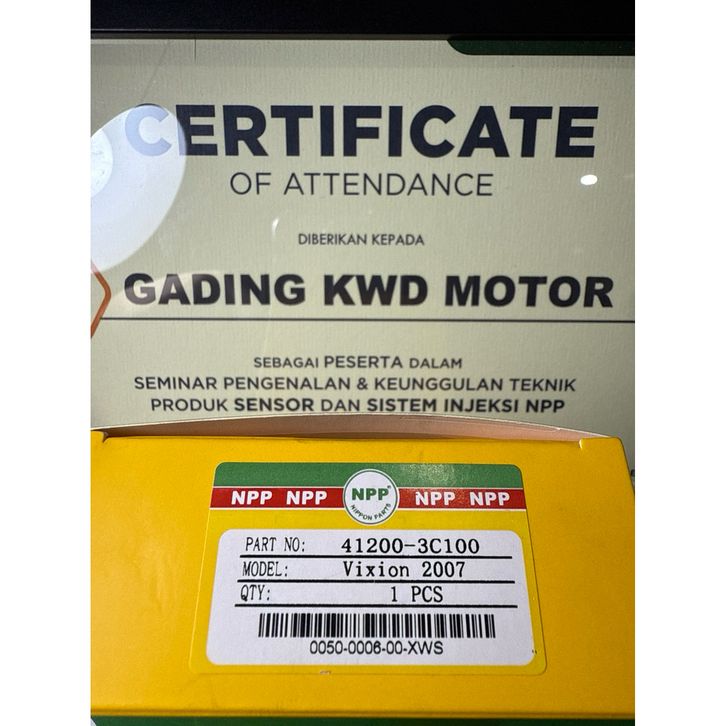 CERTIFICATE
OF ATTENDANCE
DIBERIKAN KEPADA
GADING KWD MOTOR
SEBAGAI PESERTA DALAM
SEMINAR PENGENALAN & KEUNGGULAN TEKNIK
PRODUK SENSOR DAN SISTEM INJEKSI NPP
NPP NPP NPP® NPP NPP
NIPPON PARTS
PART NO: 41200-3C100
MODEL: Vixion 2007
QTY: 1 PCS
0050-0006-00-XWS